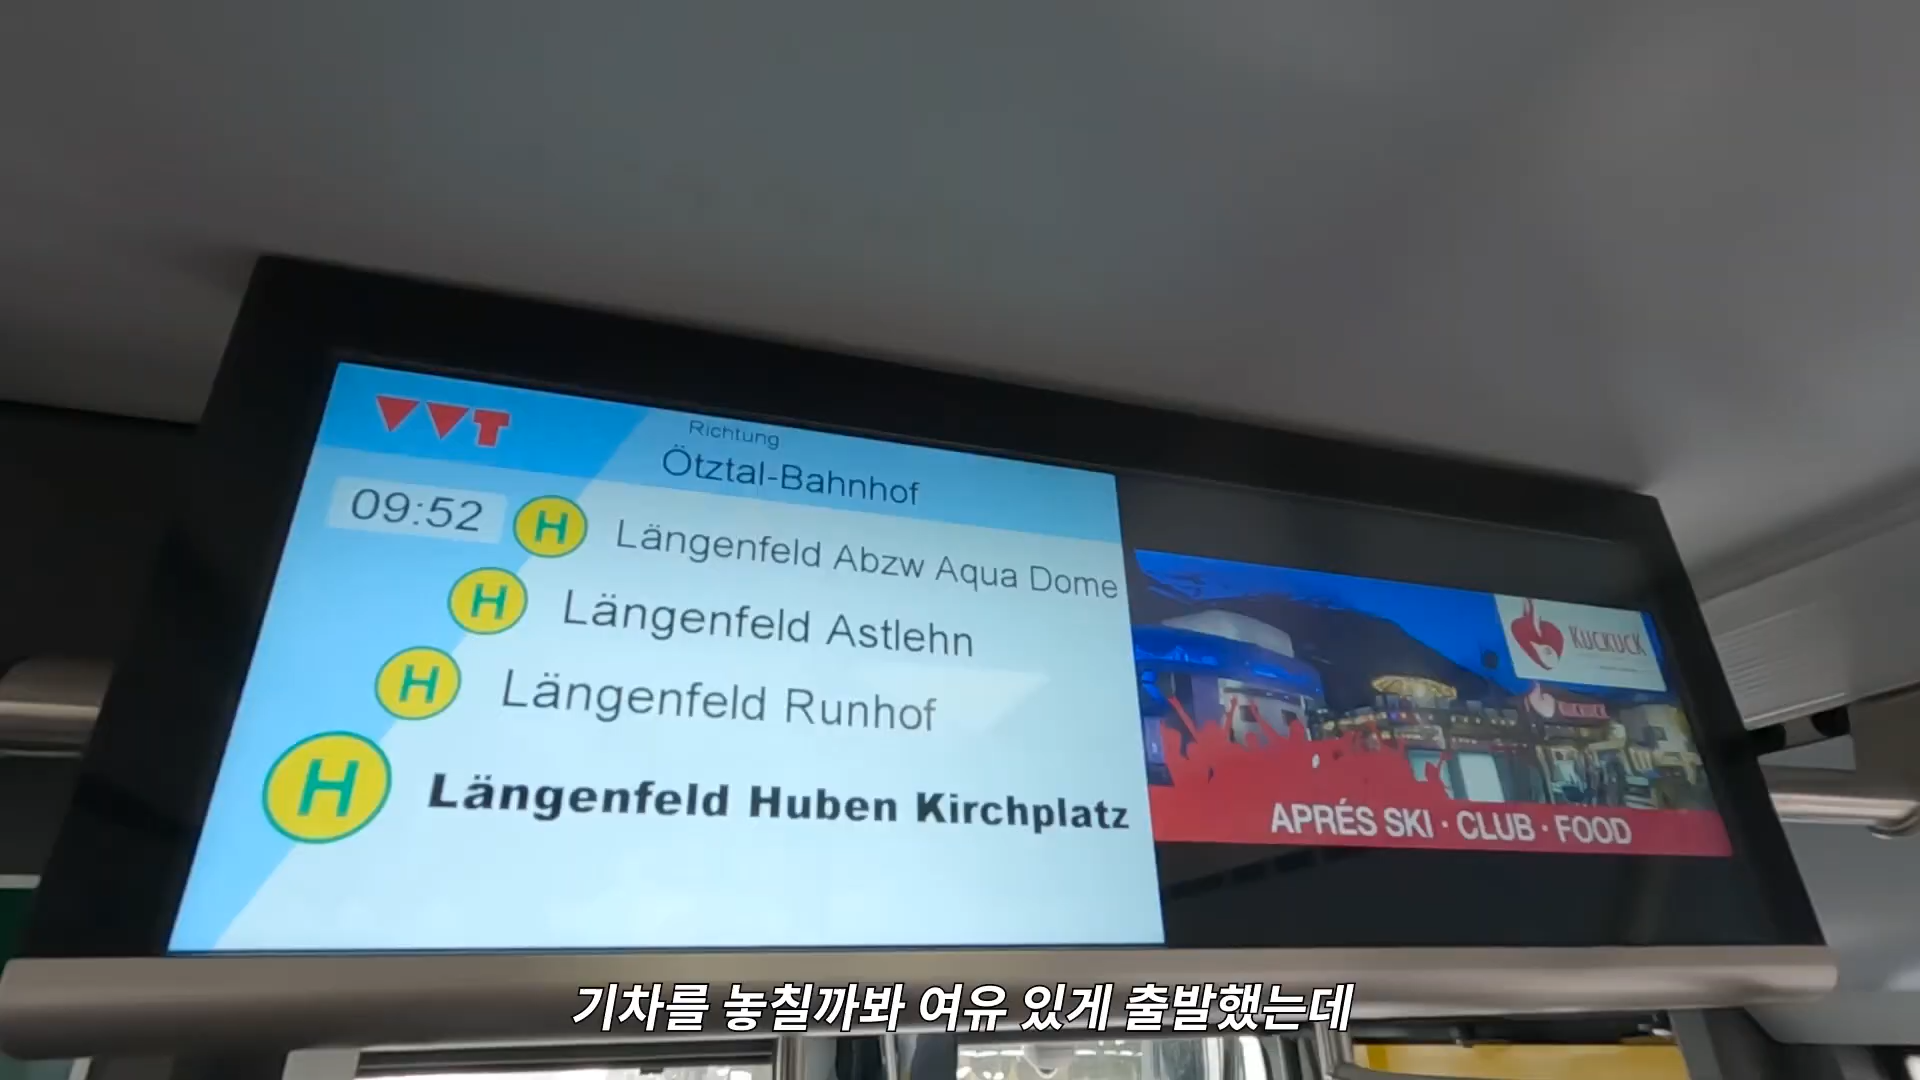 VVT
Richtung
Ötztal-Bahnhof
09:52
H Längenfeld Abzw Aqua Dome
H Längenfeld Astlehn
H Längenfeld Runhof
H Längenfeld Huben Kirchplatz
KUCKUCK
KUCKUCK
APRÉS SKI · CLUB · FOOD
기차를 놓칠까봐 여유 있게 출발했는데